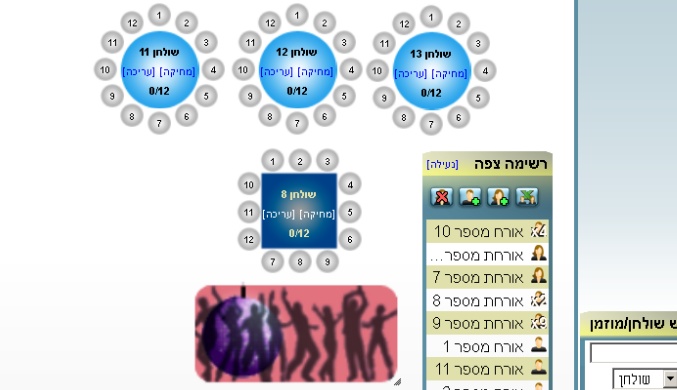 12 1 2
11 3
10 4
9 5
8 7 6
שולחן 11
[מחיקה] [עריכה]
0/12
12 1 2
11 3
10 4
9 5
8 7 6
שולחן 12
[מחיקה] [עריכה]
0/12
12 1 2
11 3
10 4
9 5
8 7 6
שולחן 13
[מחיקה] [עריכה]
0/12
1 2 3
10 4
11 5
12 6
7 8 9
שולחן 8
[מחיקה] [עריכה]
0/12
רשימה צפה [נעילה]
אורח מספר 10
אורחת מספר...
אורחת מספר 7
אורחת מספר 8
אורחת מספר 9
אורח מספר 1
אורח מספר 11
ש שולחן/מוזמן
שולחן